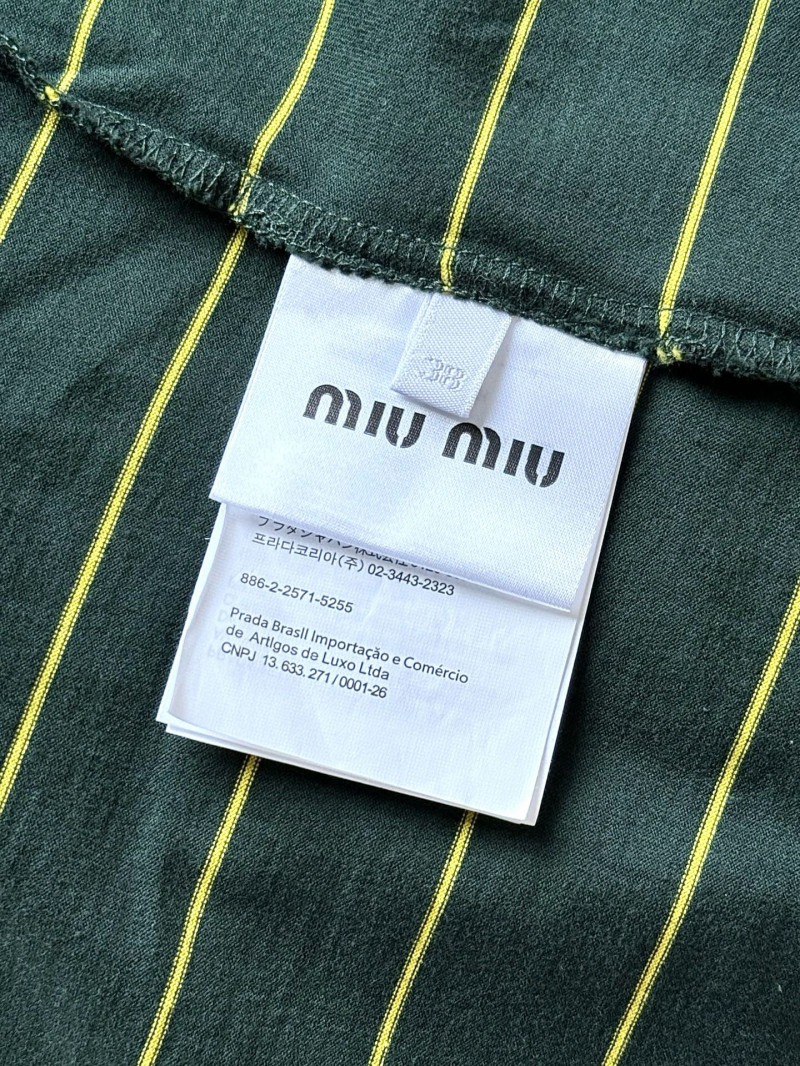 38
miu miu
프라다코리아(주) 02-3443-2323
886-2-2571-5255
Prada Brasil Importação e Comércio
de Artigos de Luxo Ltda
CNPJ 13.633.271/0001-26